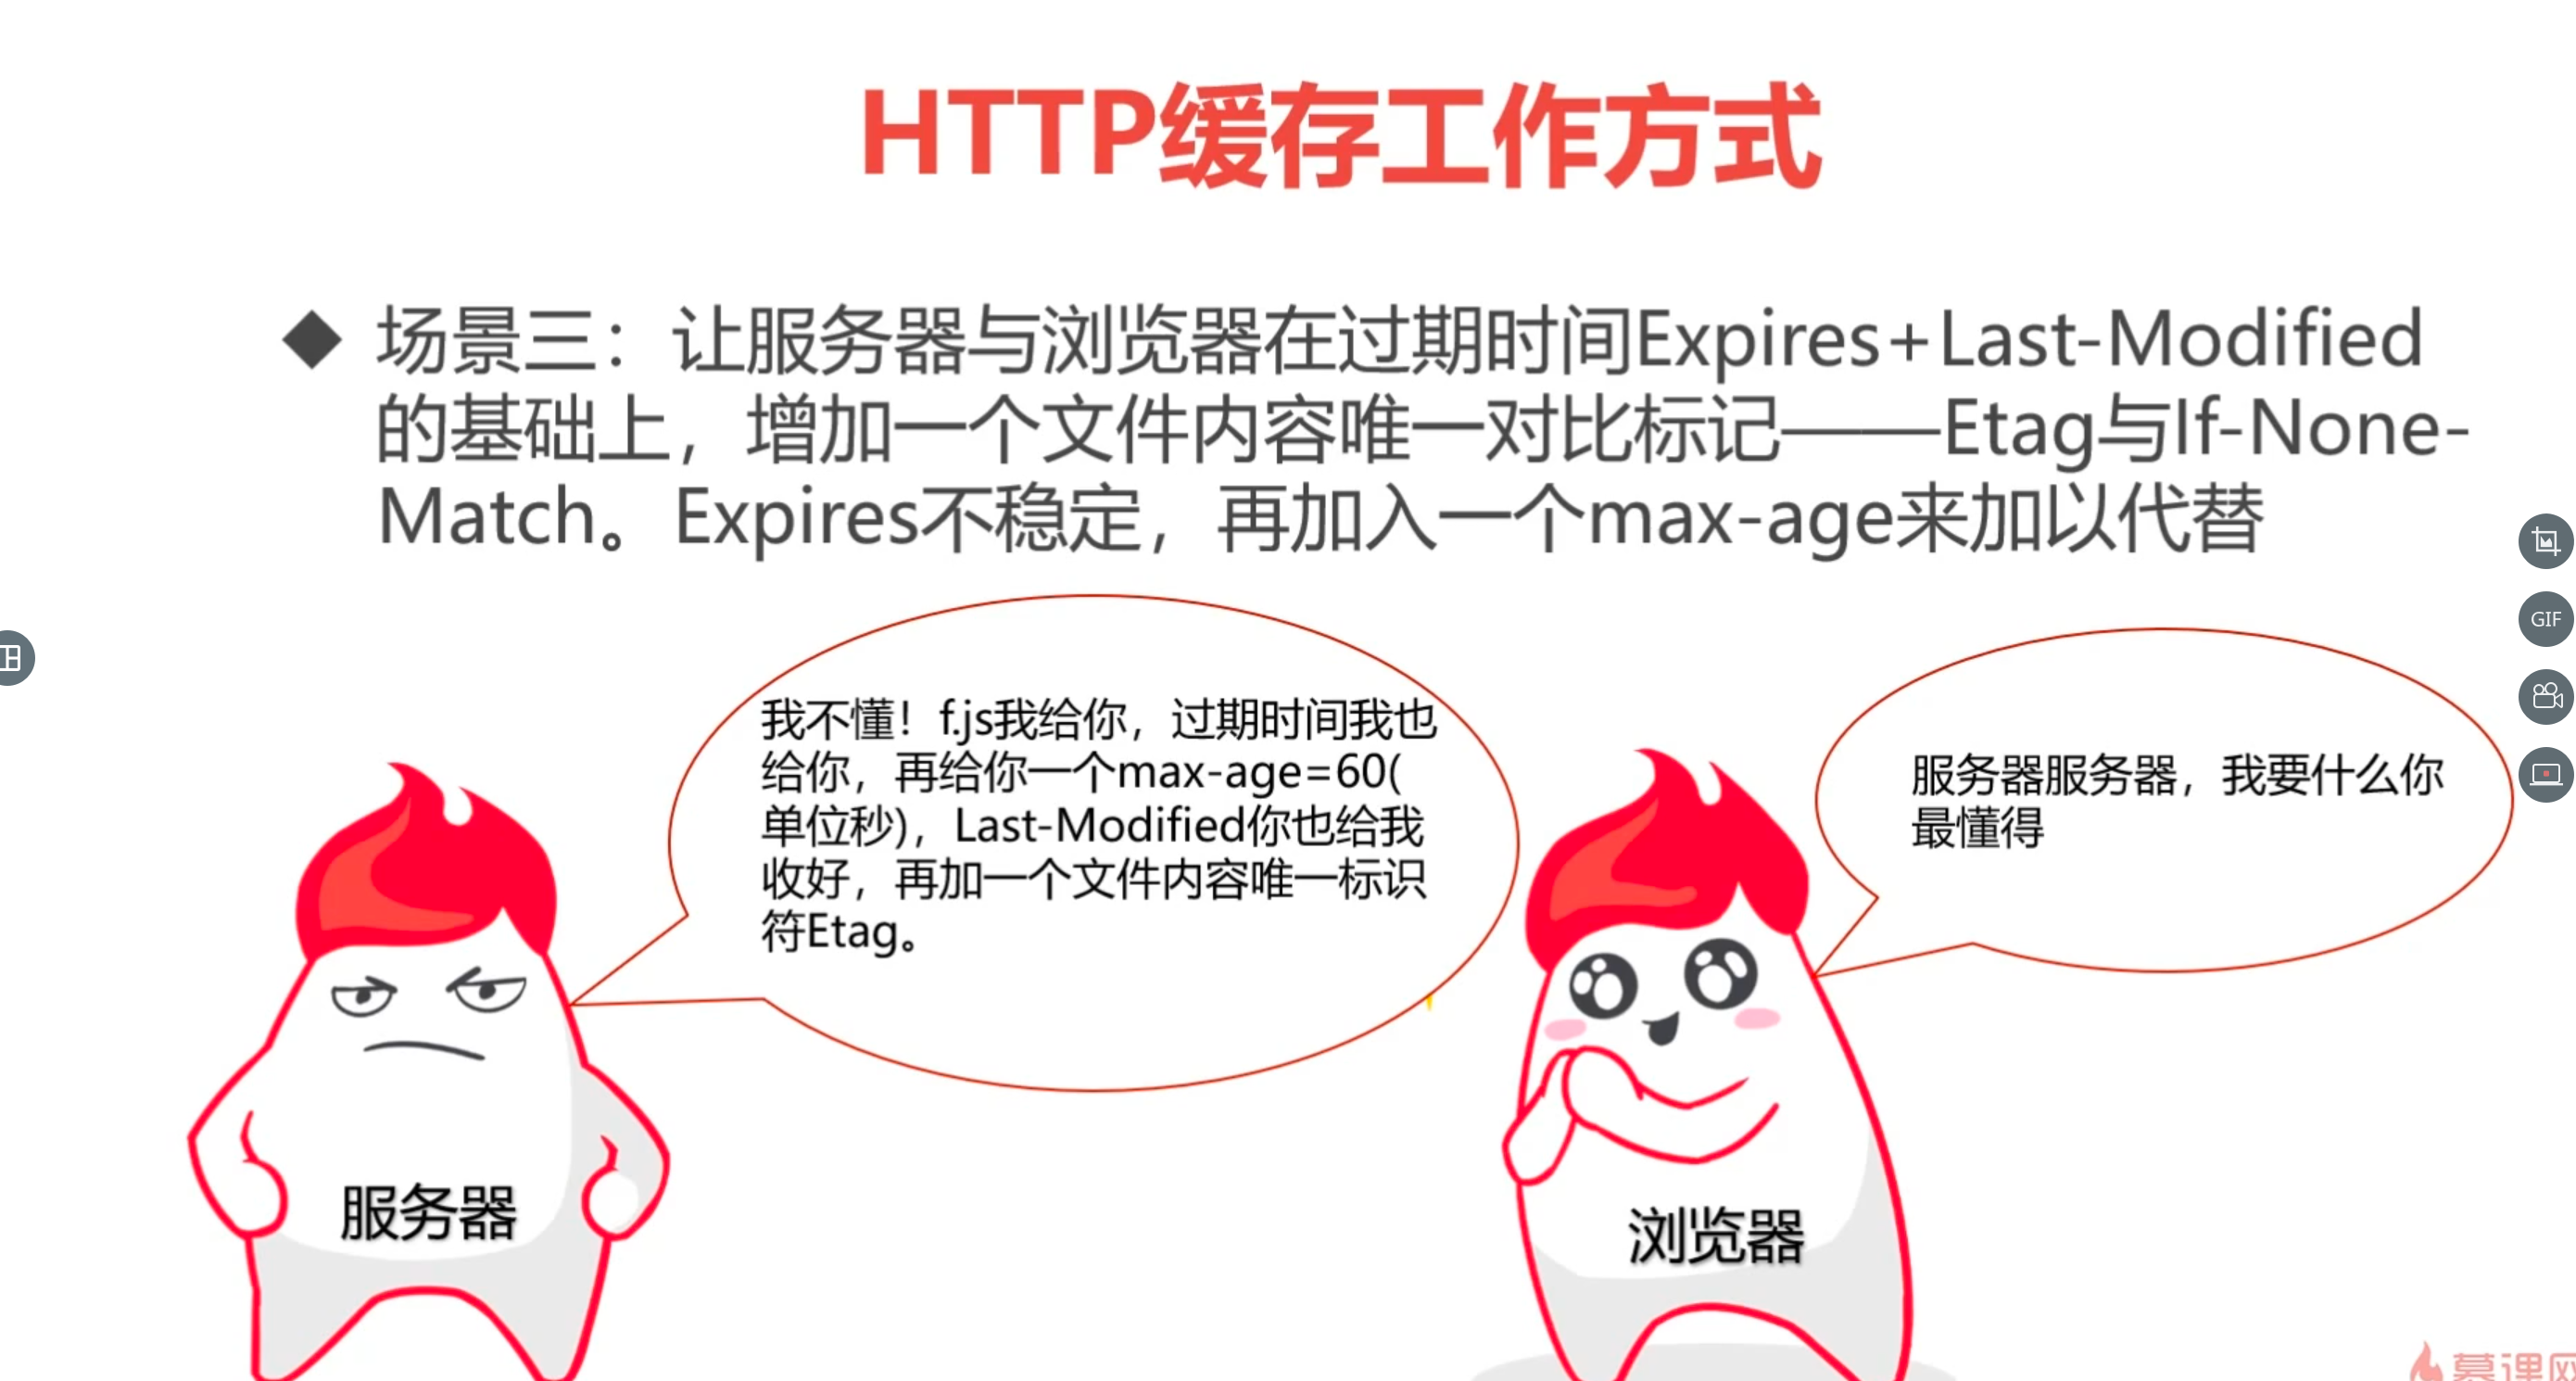 HTTP缓存工作方式
◆ 场景三：让服务器与浏览器在过期时间Expires+Last-Modified
的基础上，增加一个文件内容唯一对比标记——Etag与If-None-
Match。Expires不稳定，再加入一个max-age来加以代替
我不懂！f.js我给你，过期时间我也
给你，再给你一个max-age=60(
单位秒)，Last-Modified你也给我
收好，再加一个文件内容唯一标识
符Etag。
服务器服务器，我要什么你
最懂得
服务器
浏览器
GIF
慕课网